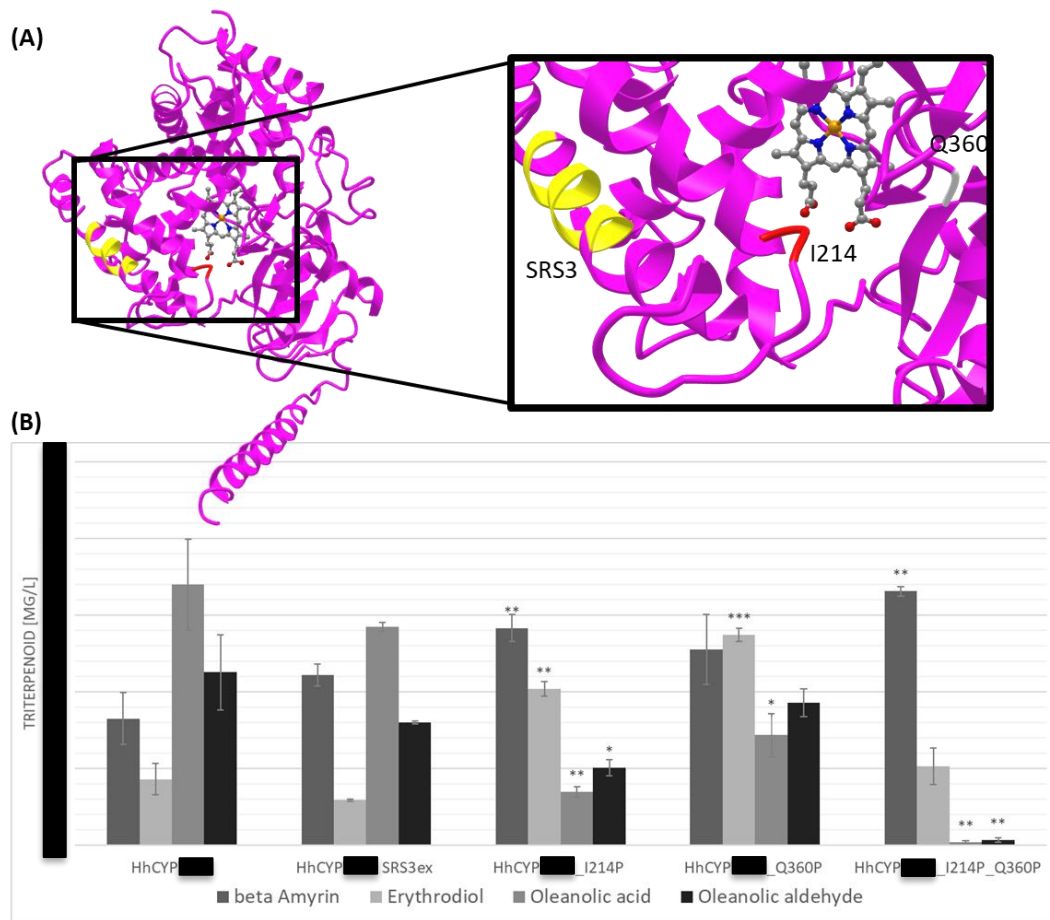 (A)
Q360
SRS3
I214
(B)
TRITERPENOID [MG/L]
** ** ** * *** * ** ** **
HhCYP HhCYP SRS3ex HhCYP _I214P HhCYP _Q360P HhCYP _I214P_Q360P
beta Amyrin Erythrodiol Oleanolic acid Oleanolic aldehyde